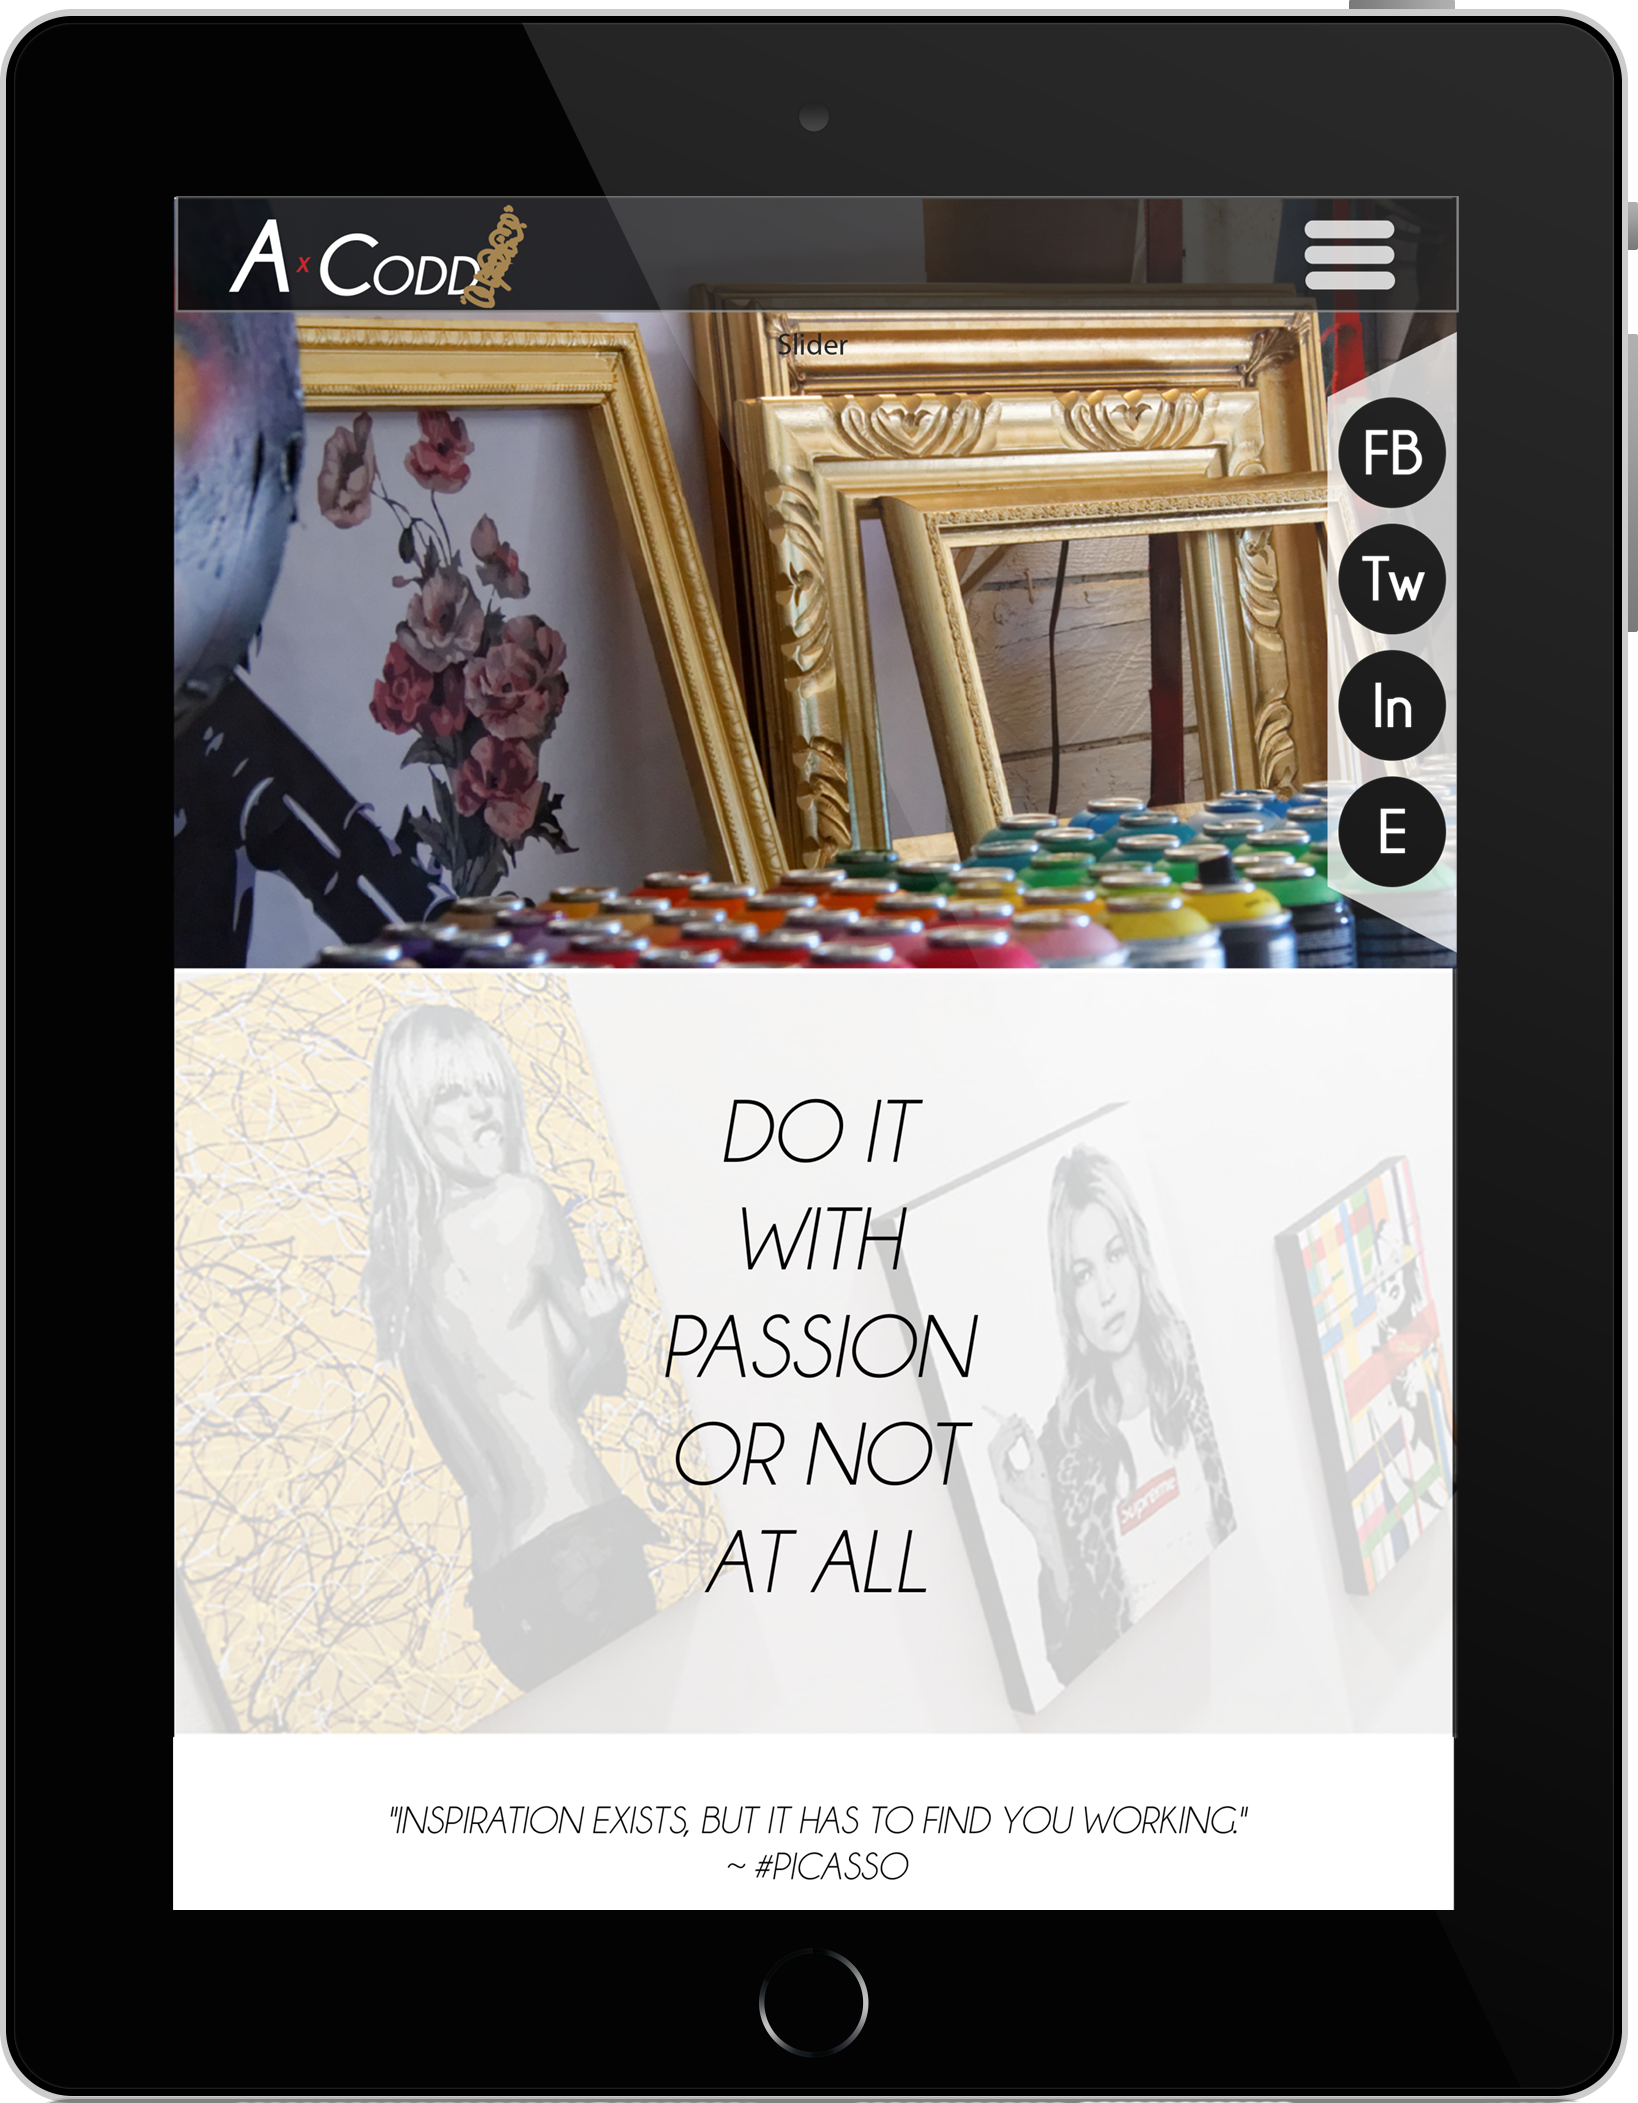 A x CODD
Slider
FB
Tw
In
E
DO IT
WITH
PASSION
OR NOT
AT ALL
Supreme
"INSPIRATION EXISTS, BUT IT HAS TO FIND YOU WORKING."
~ #PICASSO